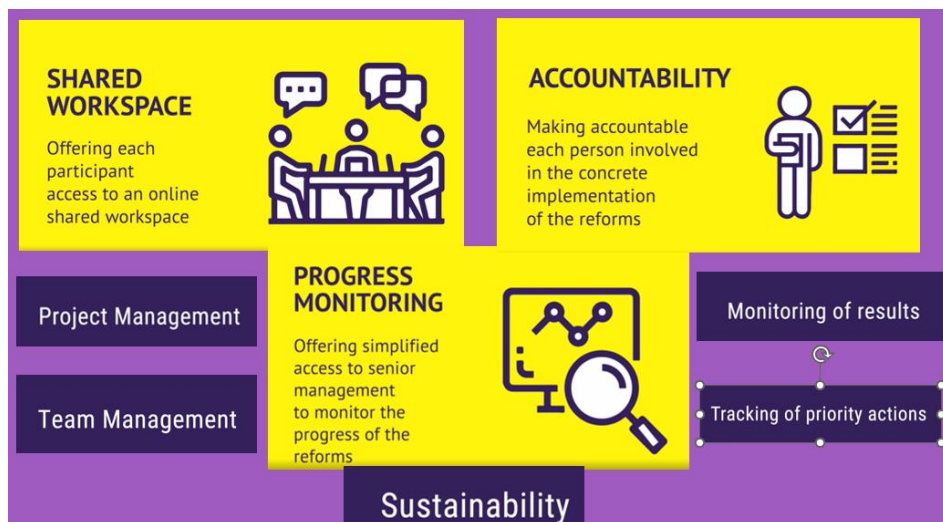 SHARED
WORKSPACE
Offering each
participant
access to an online
shared workspace
ACCOUNTABILITY
Making accountable
each person involved
in the concrete
implementation
of the reforms
PROGRESS
MONITORING
Offering simplified
access to senior
management
to monitor the
progress of the
reforms
Project Management
Team Management
Monitoring of results
Tracking of priority actions
Sustainability